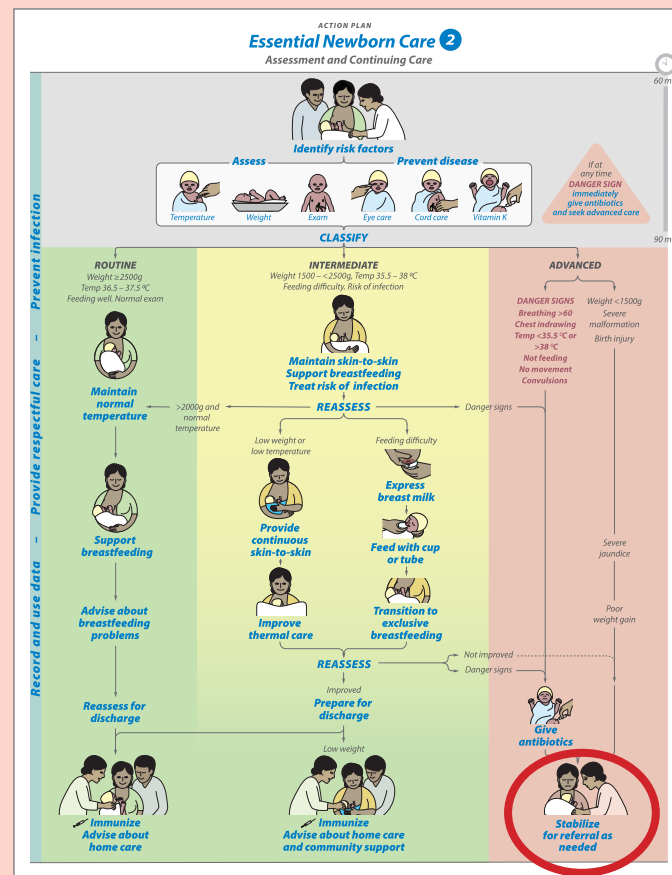 ACTION PLAN
Essential Newborn Care 2
Assessment and Continuing Care
60 m
Identify risk factors
Assess
Prevent disease
Temperature
Weight
Exam
Eye care
Cord care
Vitamin K
If at
any time
DANGER SIGN
immediately
give antibiotics
and seek advanced care
CLASSIFY
90 m
Record and use data – Provide respectful care – Prevent infection
ROUTINE
Weight ≥2500g
Temp 36.5 – 37.5 ºC
Feeding well. Normal exam
INTERMEDIATE
Weight 1500 – <2500g, Temp 35.5 – 38 ºC
Feeding difficulty. Risk of infection
ADVANCED
DANGER SIGNS
Breathing >60
Chest indrawing
Temp <35.5 ºC or
>38 ºC
Not feeding
No movement
Convulsions
Weight <1500g
Severe
malformation
Birth injury
Maintain skin-to-skin
Support breastfeeding
Treat risk of infection
Maintain
normal
temperature
>2000g and
normal
temperature
REASSESS
Danger signs
Low weight or
low temperature
Feeding difficulty
Express
breast milk
Provide
continuous
skin-to-skin
Feed with cup
or tube
Support
breastfeeding
Severe
jaundice
Advise about
breastfeeding
problems
Improve
thermal care
Transition to
exclusive
breastfeeding
Poor
weight gain
REASSESS
Not improved
Danger signs
Improved
Reassess for
discharge
Prepare for
discharge
Give
antibiotics
Low weight
Immunize
Advise about
home care
Immunize
Advise about home care
and community support
Stabilize
for referral as
needed